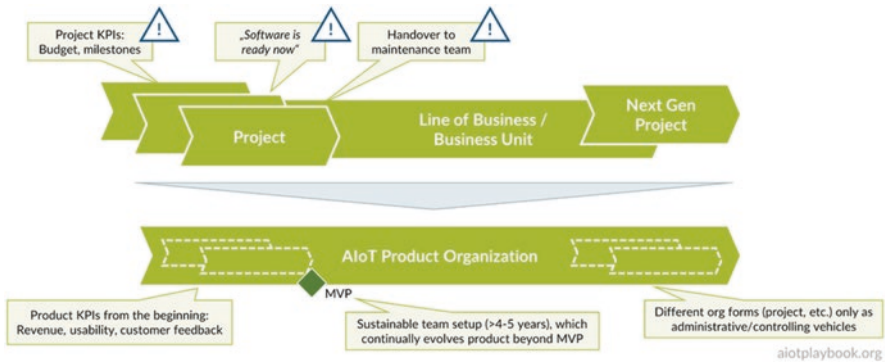 Project KPIs:
Budget, milestones
!
„Software is
ready now“
!
Handover to
maintenance team
!
Project
Line of Business /
Business Unit
Next Gen
Project
AIoT Product Organization
MVP
Product KPIs from the beginning:
Revenue, usability, customer feedback
Sustainable team setup (>4-5 years), which
continually evolves product beyond MVP
Different org forms (project, etc.) only as
administrative/controlling vehicles
aiotplaybook.org